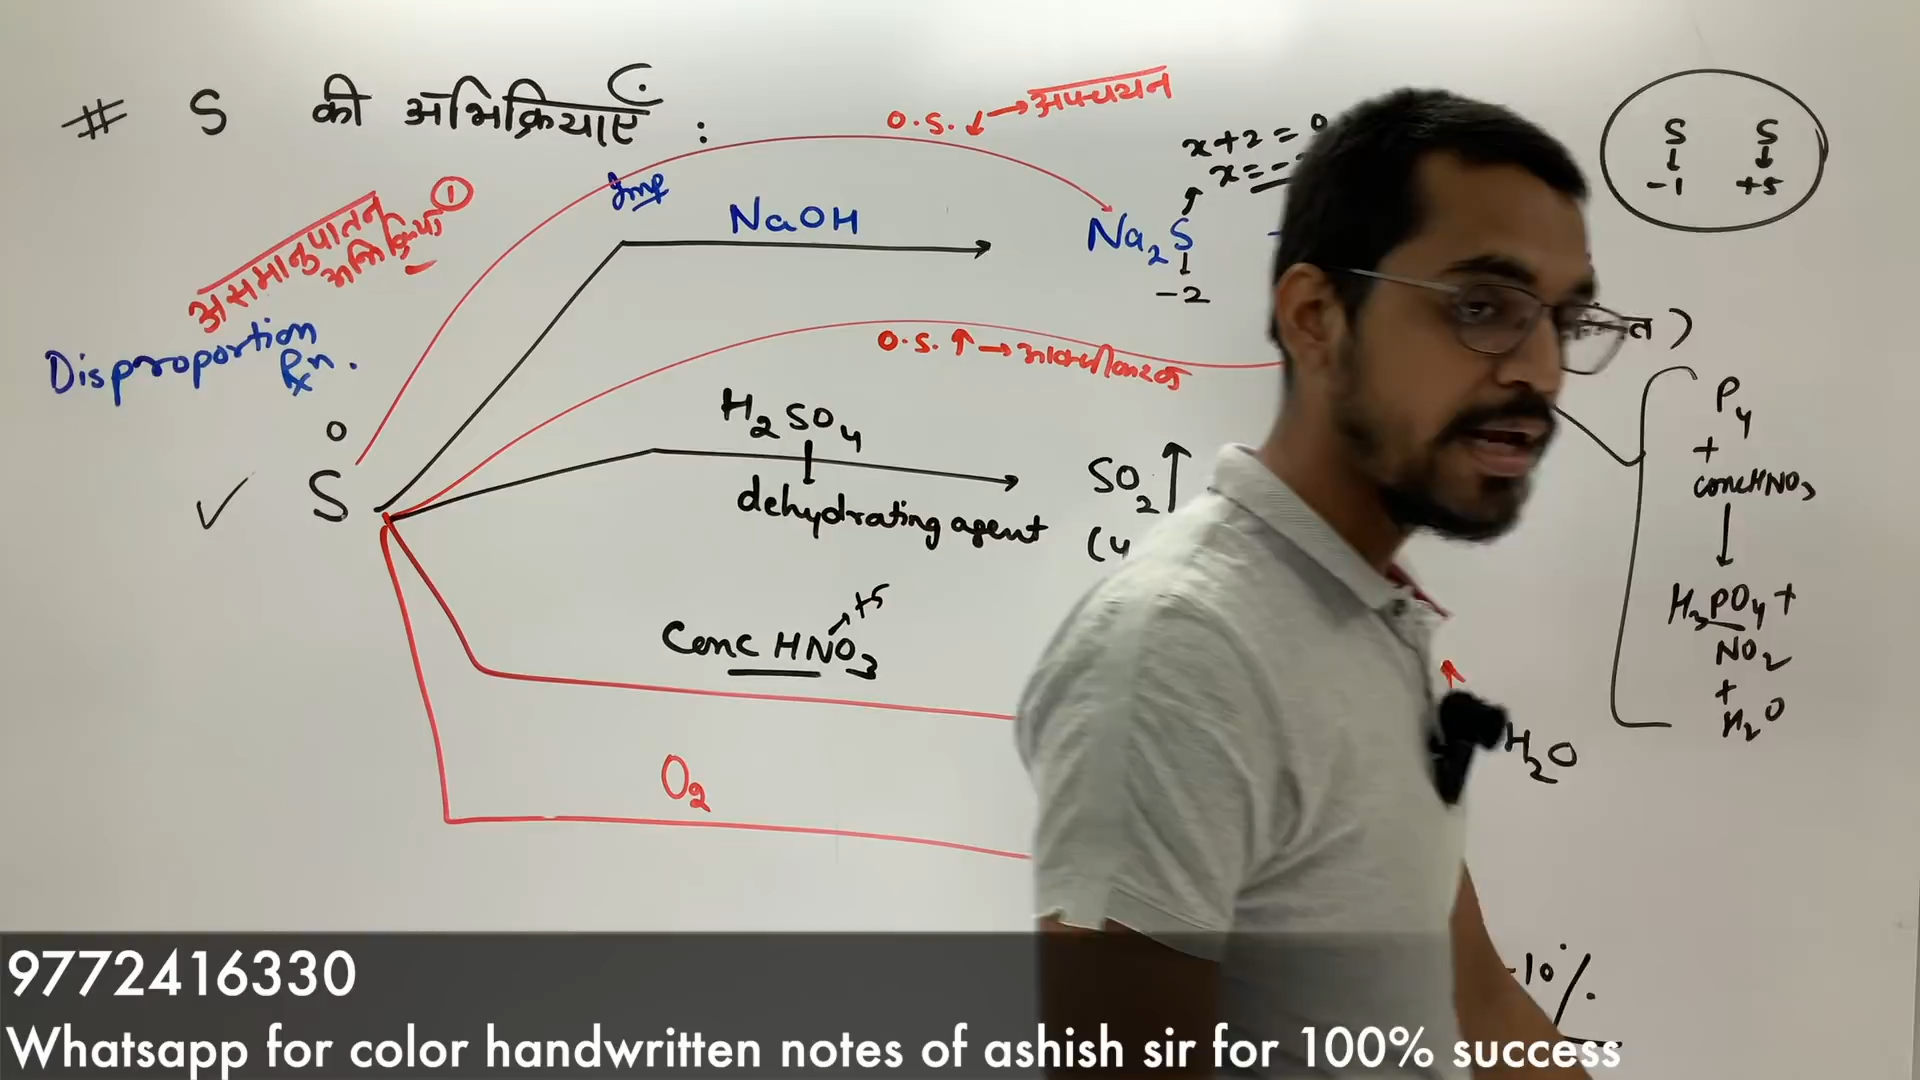 # S की अभिक्रियाएँ :
O.S. ↓ → अपचयन
x+2=0
x=-
S S
↓ ↓
-1 +5
Imp
NaOH
Na₂S
↓
-2
असमानुपातन ①
अभिक्रिया
Disproportion
Rxn.
O.S. ↑ →
0
S
H₂SO₄
dehydrating agent
SO₂ ↑
(4
Conc HNO₃
+5
H₂O
O₂
P₄
+
conc HNO₃
↓
H₃PO₄ +
NO₂
+
H₂O
10%
9772416330
Whatsapp for color handwritten notes of ashish sir for 100% success